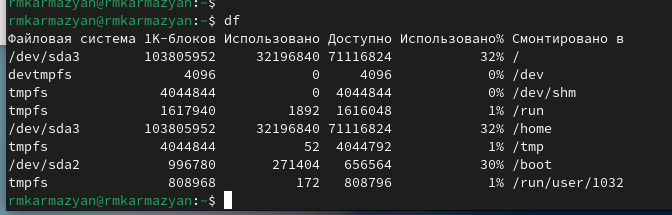 rmkarmazyan@rmkarmazyan:~$
rmkarmazyan@rmkarmazyan:~$ df
Файловая система 1K-блоков Использовано Доступно Использовано% Смонтировано в
/dev/sda3 103805952 32196840 71116824 32% /
devtmpfs 4096 0 4096 0% /dev
tmpfs 4044844 0 4044844 0% /dev/shm
tmpfs 1617940 1892 1616048 1% /run
/dev/sda3 103805952 32196840 71116824 32% /home
tmpfs 4044844 52 4044792 1% /tmp
/dev/sda2 996780 271404 656564 30% /boot
tmpfs 808968 172 808796 1% /run/user/1032
rmkarmazyan@rmkarmazyan:~$